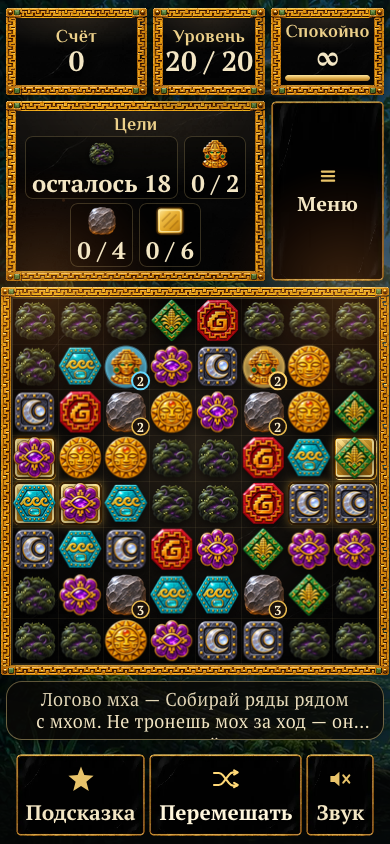 Счёт
0
Уровень
20 / 20
Спокойно
∞
Цели
осталось 18
0 / 2
0 / 4
0 / 6
≡
Меню
2
2
2
2
3
3
Логово мха — Собирай ряды рядом
с мхом. Не тронешь мох за ход — он...
Подсказка
Перемешать
Звук